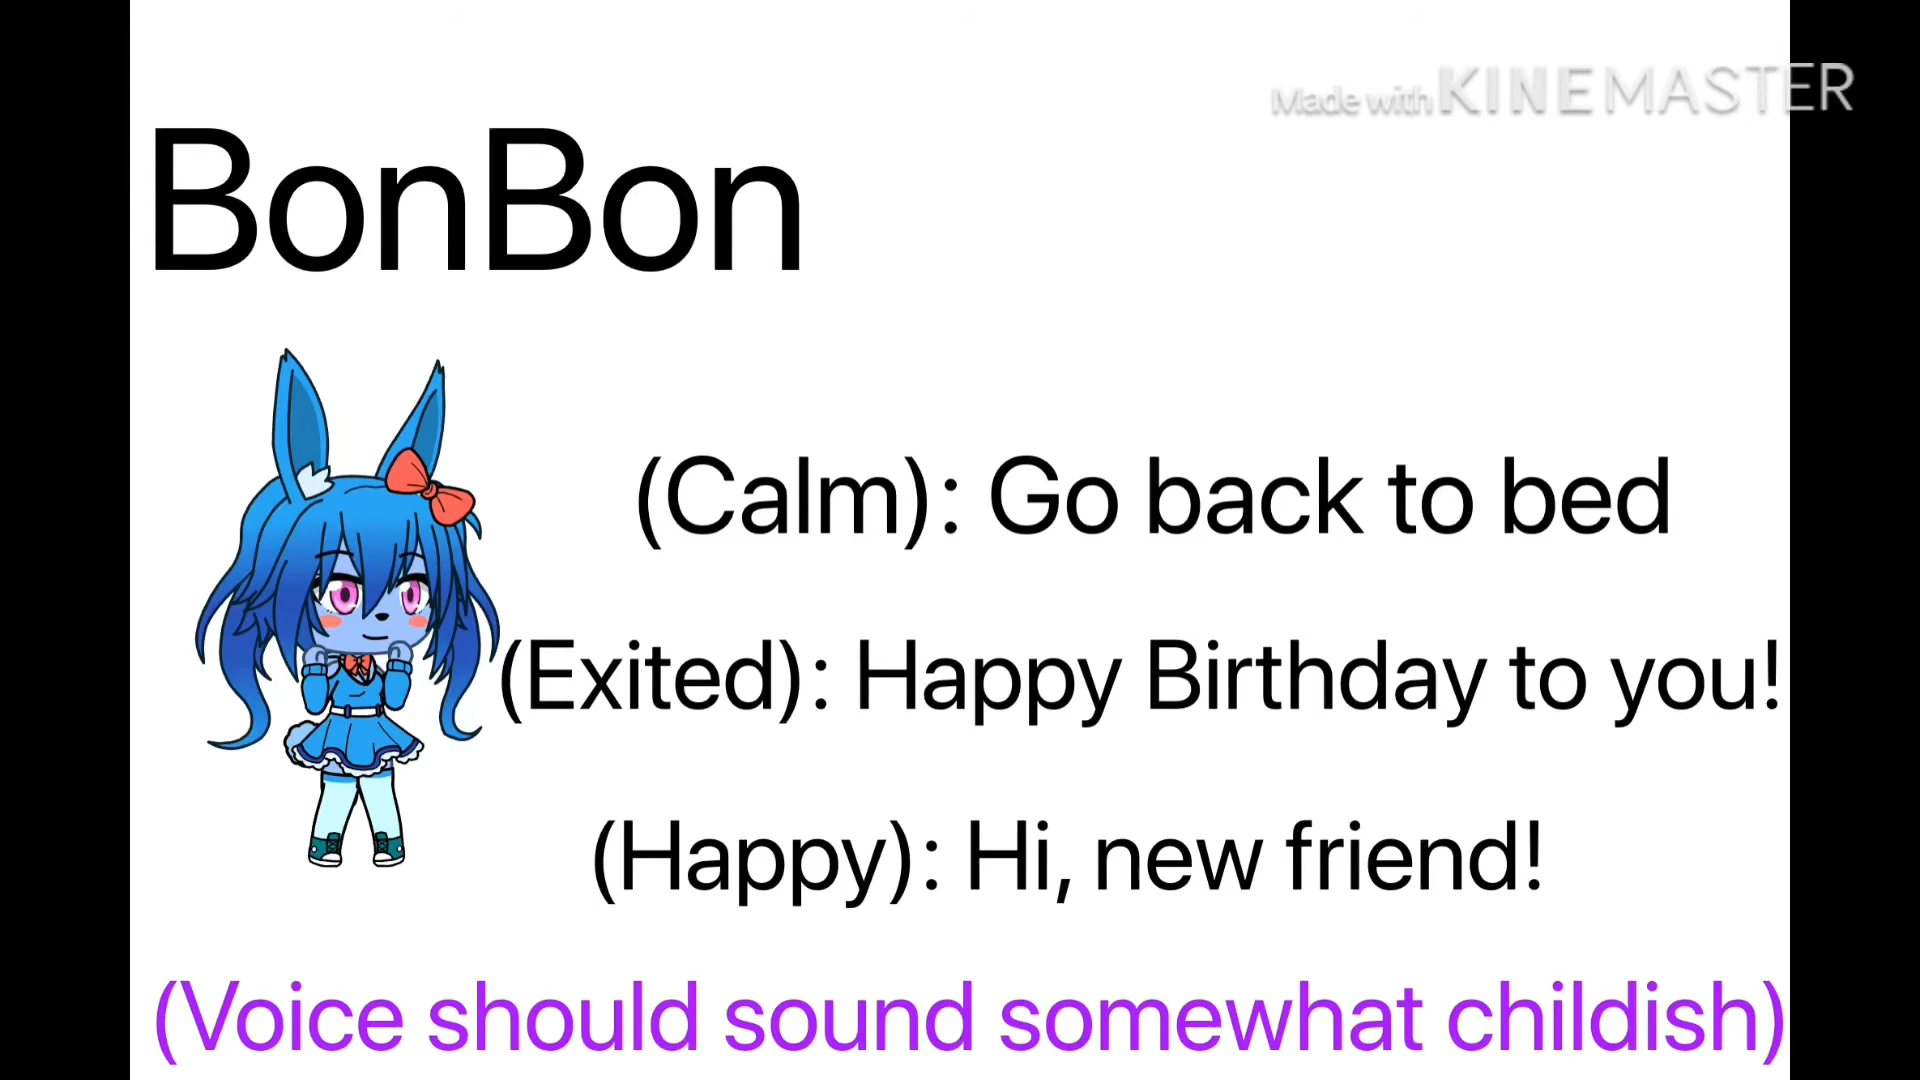 Made with KINEMASTER
BonBon
(Calm): Go back to bed
(Exited): Happy Birthday to you!
(Happy): Hi, new friend!
(Voice should sound somewhat childish)